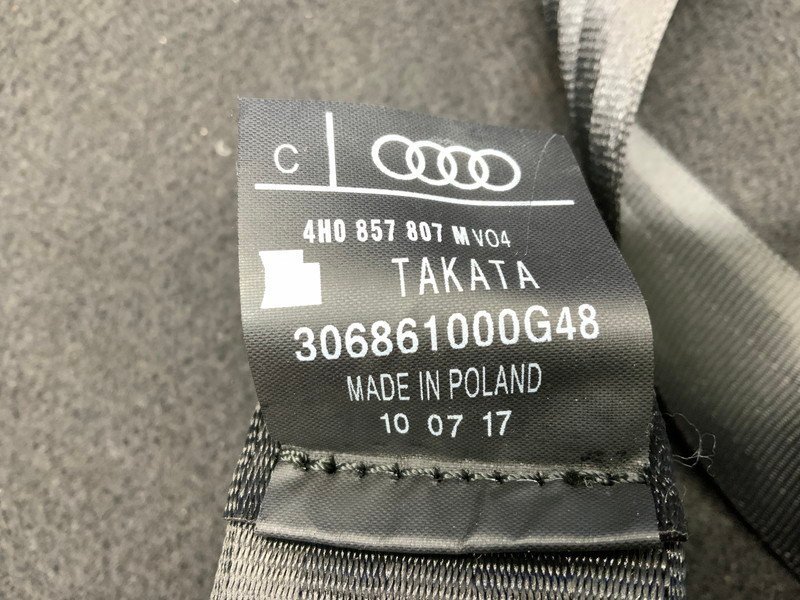 C
4H0 857 807 M V04
TAKATA
306861000G48
MADE IN POLAND
10 07 17